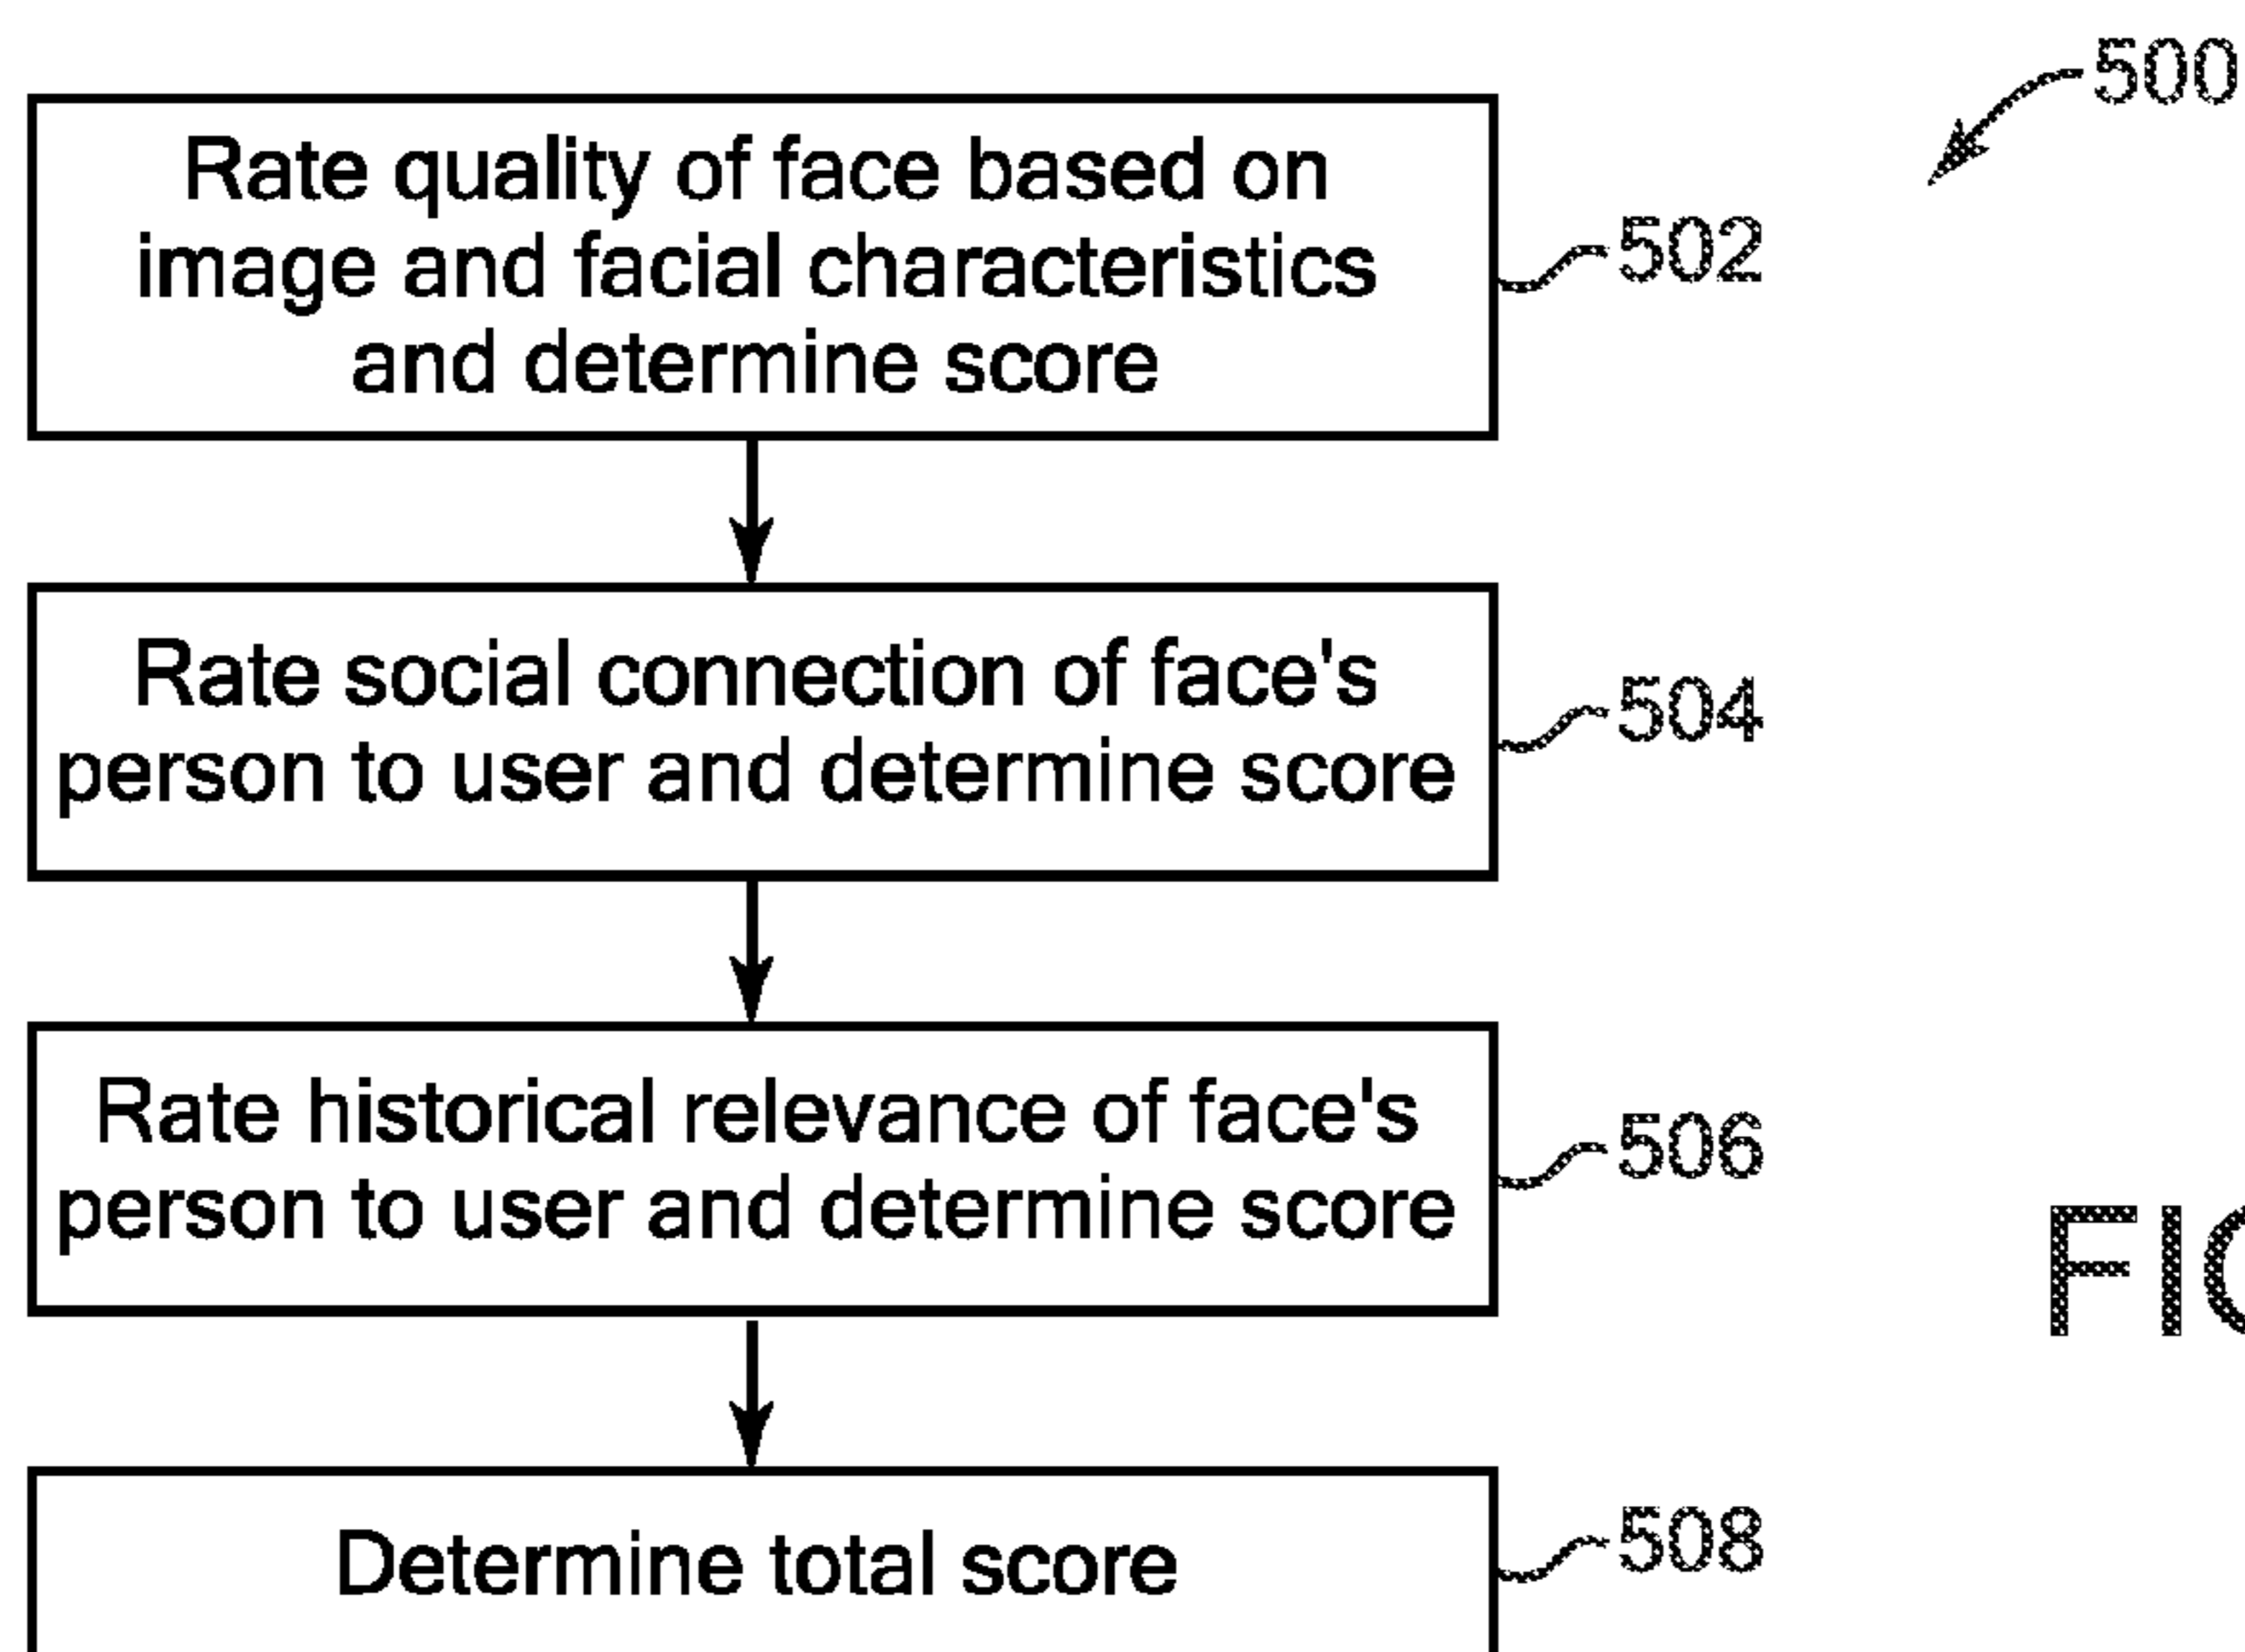 500
Rate quality of face based on
image and facial characteristics
and determine score
502
Rate social connection of face's
person to user and determine score
504
Rate historical relevance of face's
person to user and determine score
506
Determine total score
508